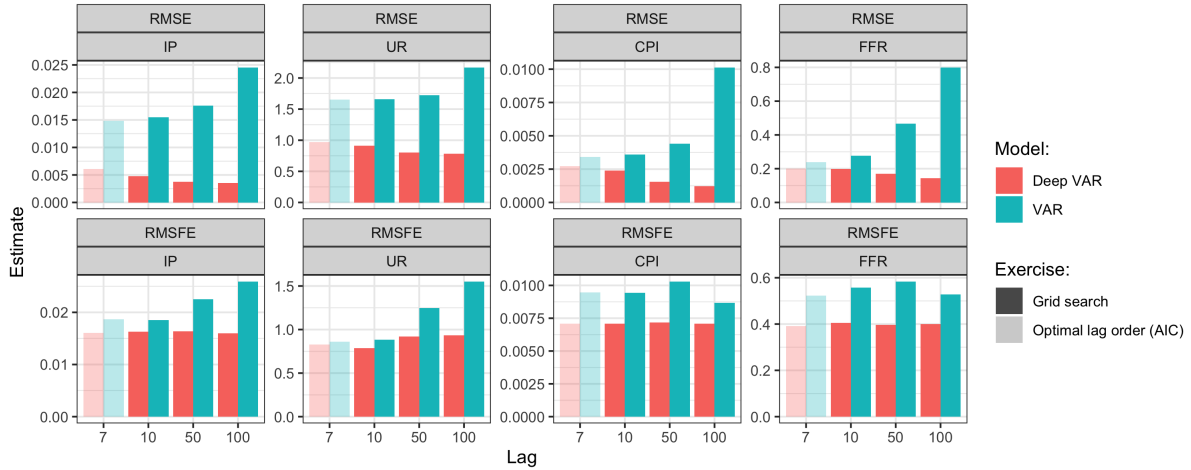 RMSE RMSE RMSE RMSE
IP UR CPI FFR
0.025
0.020
0.015
0.010
0.005
0.000
2.0
1.5
1.0
0.5
0.0
0.0100
0.0075
0.0050
0.0025
0.0000
0.8
0.6
0.4
0.2
0.0
RMSFE RMSFE RMSFE RMSFE
IP UR CPI FFR
0.02
0.01
0.00
1.5
1.0
0.5
0.0
0.0100
0.0075
0.0050
0.0025
0.0000
0.6
0.4
0.2
0.0
7 10 50 100 7 10 50 100 7 10 50 100 7 10 50 100
Lag
Estimate
Model:
Deep VAR
VAR
Exercise:
Grid search
Optimal lag order (AIC)